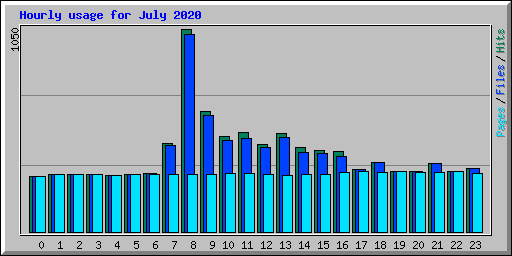 Hourly usage for July 2020
1050
Pages/Files/Hits
0 1 2 3 4 5 6 7 8 9 10 11 12 13 14 15 16 17 18 19 20 21 22 23